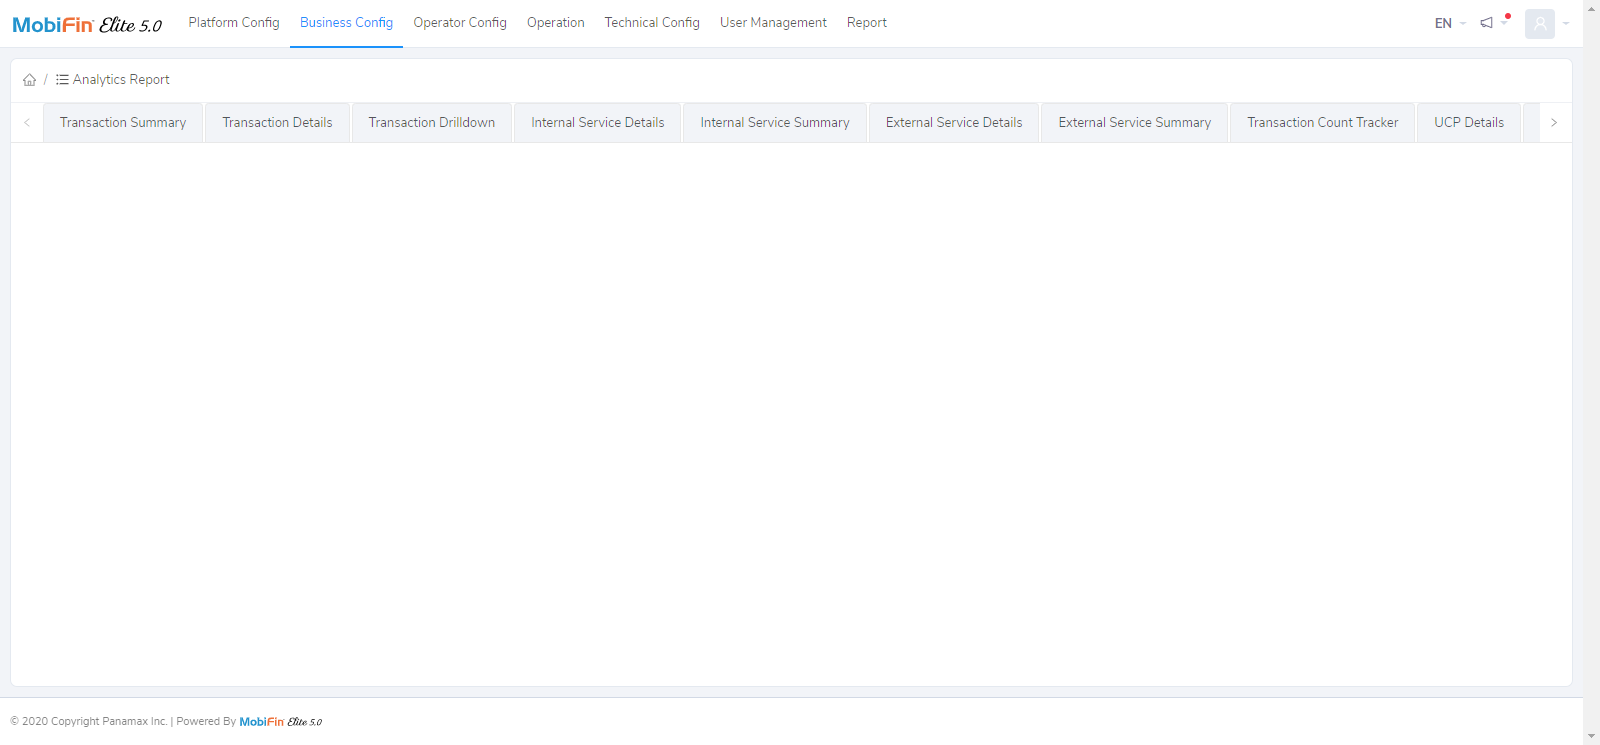 MobiFin Elite 5.0 Platform Config Business Config Operator Config Operation Technical Config User Management Report EN
/ Analytics Report
Transaction Summary Transaction Details Transaction Drilldown Internal Service Details Internal Service Summary External Service Details External Service Summary Transaction Count Tracker UCP Details
© 2020 Copyright Panamax Inc. | Powered By MobiFin Elite 5.0